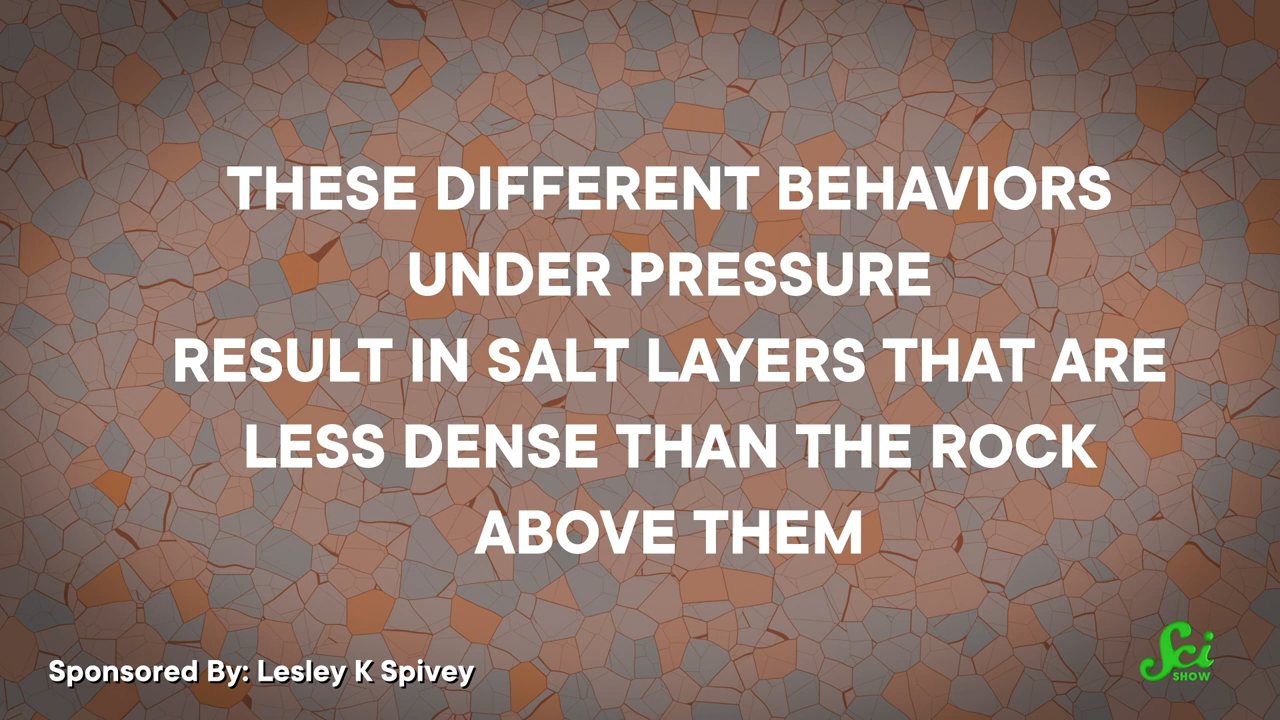 THESE DIFFERENT BEHAVIORS
UNDER PRESSURE
RESULT IN SALT LAYERS THAT ARE
LESS DENSE THAN THE ROCK
ABOVE THEM
Sponsored By: Lesley K Spivey
Sci
SHOW